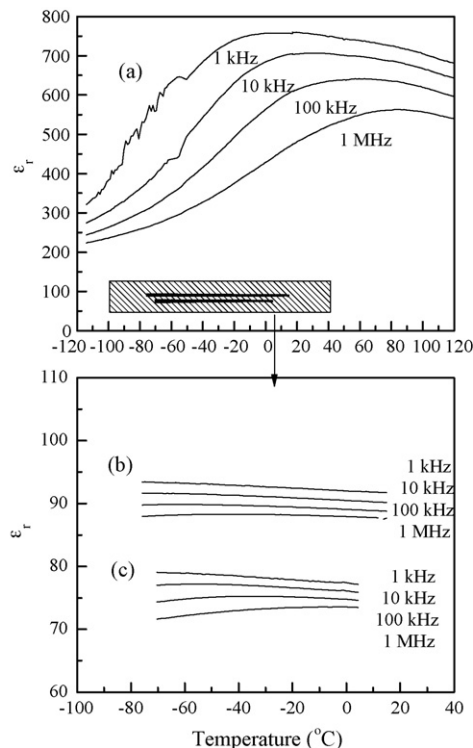 800
(a)
700
1 kHz
600
10 kHz
500
100 kHz
εr
400
1 MHz
300
200
100
0
-120 -100 -80 -60 -40 -20 0 20 40 60 80 100 120
110
100
(b)
1 kHz
10 kHz
90
100 kHz
εr
1 MHz
80
(c)
1 kHz
10 kHz
70
100 kHz
1 MHz
60
-100 -80 -60 -40 -20 0 20 40
Temperature (°C)